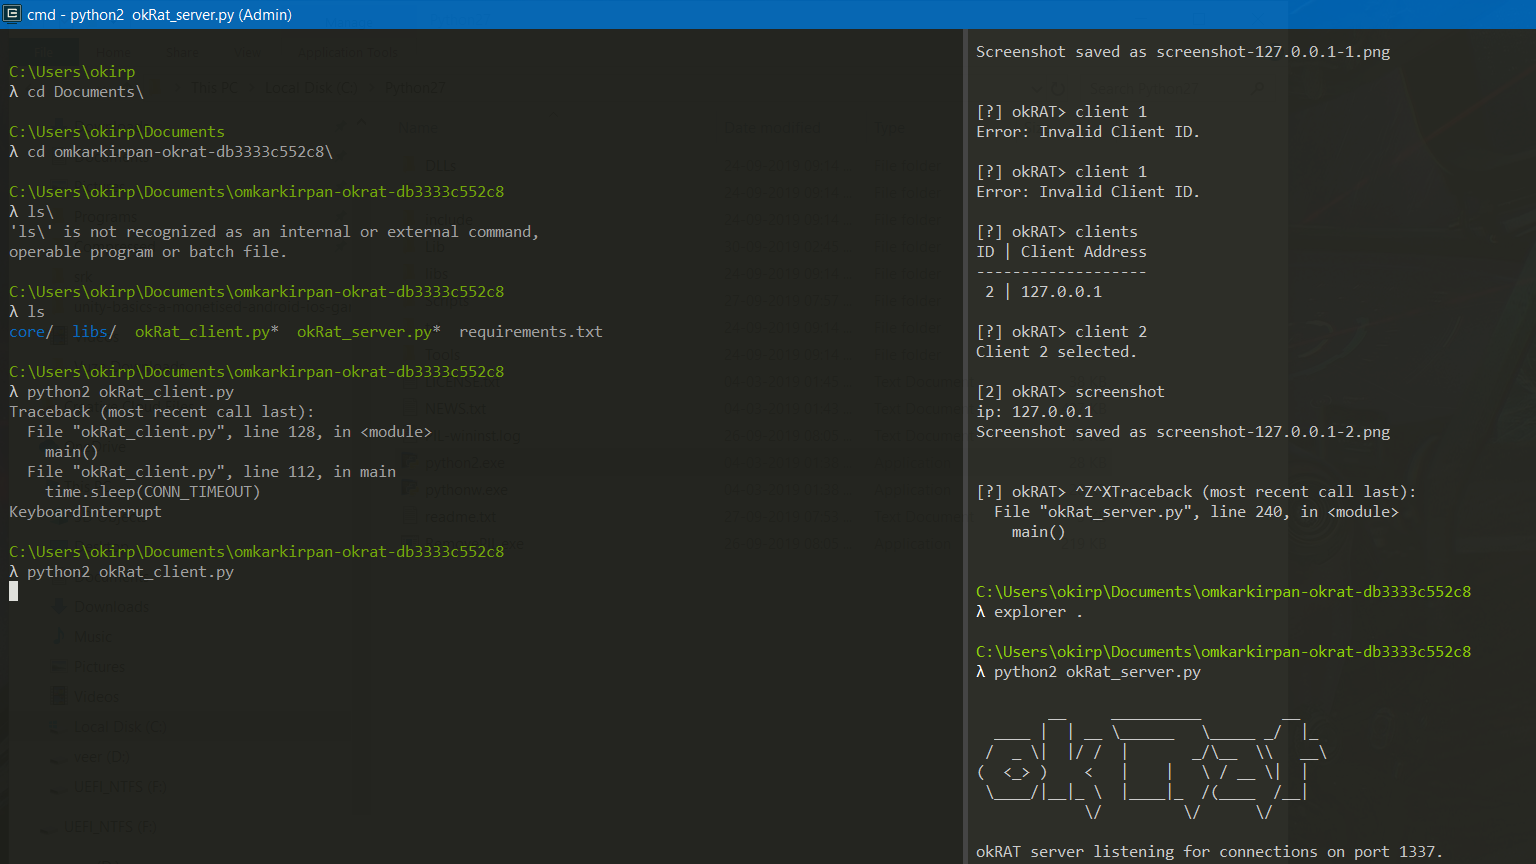 cmd - python2  okRat_server.py (Admin)
C:\Users\okirp
λ cd Documents\
C:\Users\okirp\Documents
λ cd omkarkirpan-okrat-db3333c552c8\
C:\Users\okirp\Documents\omkarkirpan-okrat-db3333c552c8
λ ls\
'ls\' is not recognized as an internal or external command,
operable program or batch file.
C:\Users\okirp\Documents\omkarkirpan-okrat-db3333c552c8
λ ls
core/  libs/  okRat_client.py*  okRat_server.py*  requirements.txt
C:\Users\okirp\Documents\omkarkirpan-okrat-db3333c552c8
λ python2 okRat_client.py
Traceback (most recent call last):
  File "okRat_client.py", line 128, in <module>
    main()
  File "okRat_client.py", line 112, in main
    time.sleep(CONN_TIMEOUT)
KeyboardInterrupt
C:\Users\okirp\Documents\omkarkirpan-okrat-db3333c552c8
λ python2 okRat_client.py
Screenshot saved as screenshot-127.0.0.1-1.png
[?] okRAT> client 1
Error: Invalid Client ID.
[?] okRAT> client 1
Error: Invalid Client ID.
[?] okRAT> clients
ID | Client Address
-------------------
 2 | 127.0.0.1
[?] okRAT> client 2
Client 2 selected.
[2] okRAT> screenshot
ip: 127.0.0.1
Screenshot saved as screenshot-127.0.0.1-2.png
[?] okRAT> ^Z^XTraceback (most recent call last):
  File "okRat_server.py", line 240, in <module>
    main()
C:\Users\okirp\Documents\omkarkirpan-okrat-db3333c552c8
λ explorer .
C:\Users\okirp\Documents\omkarkirpan-okrat-db3333c552c8
λ python2 okRat_server.py
okRat
okRAT server listening for connections on port 1337.